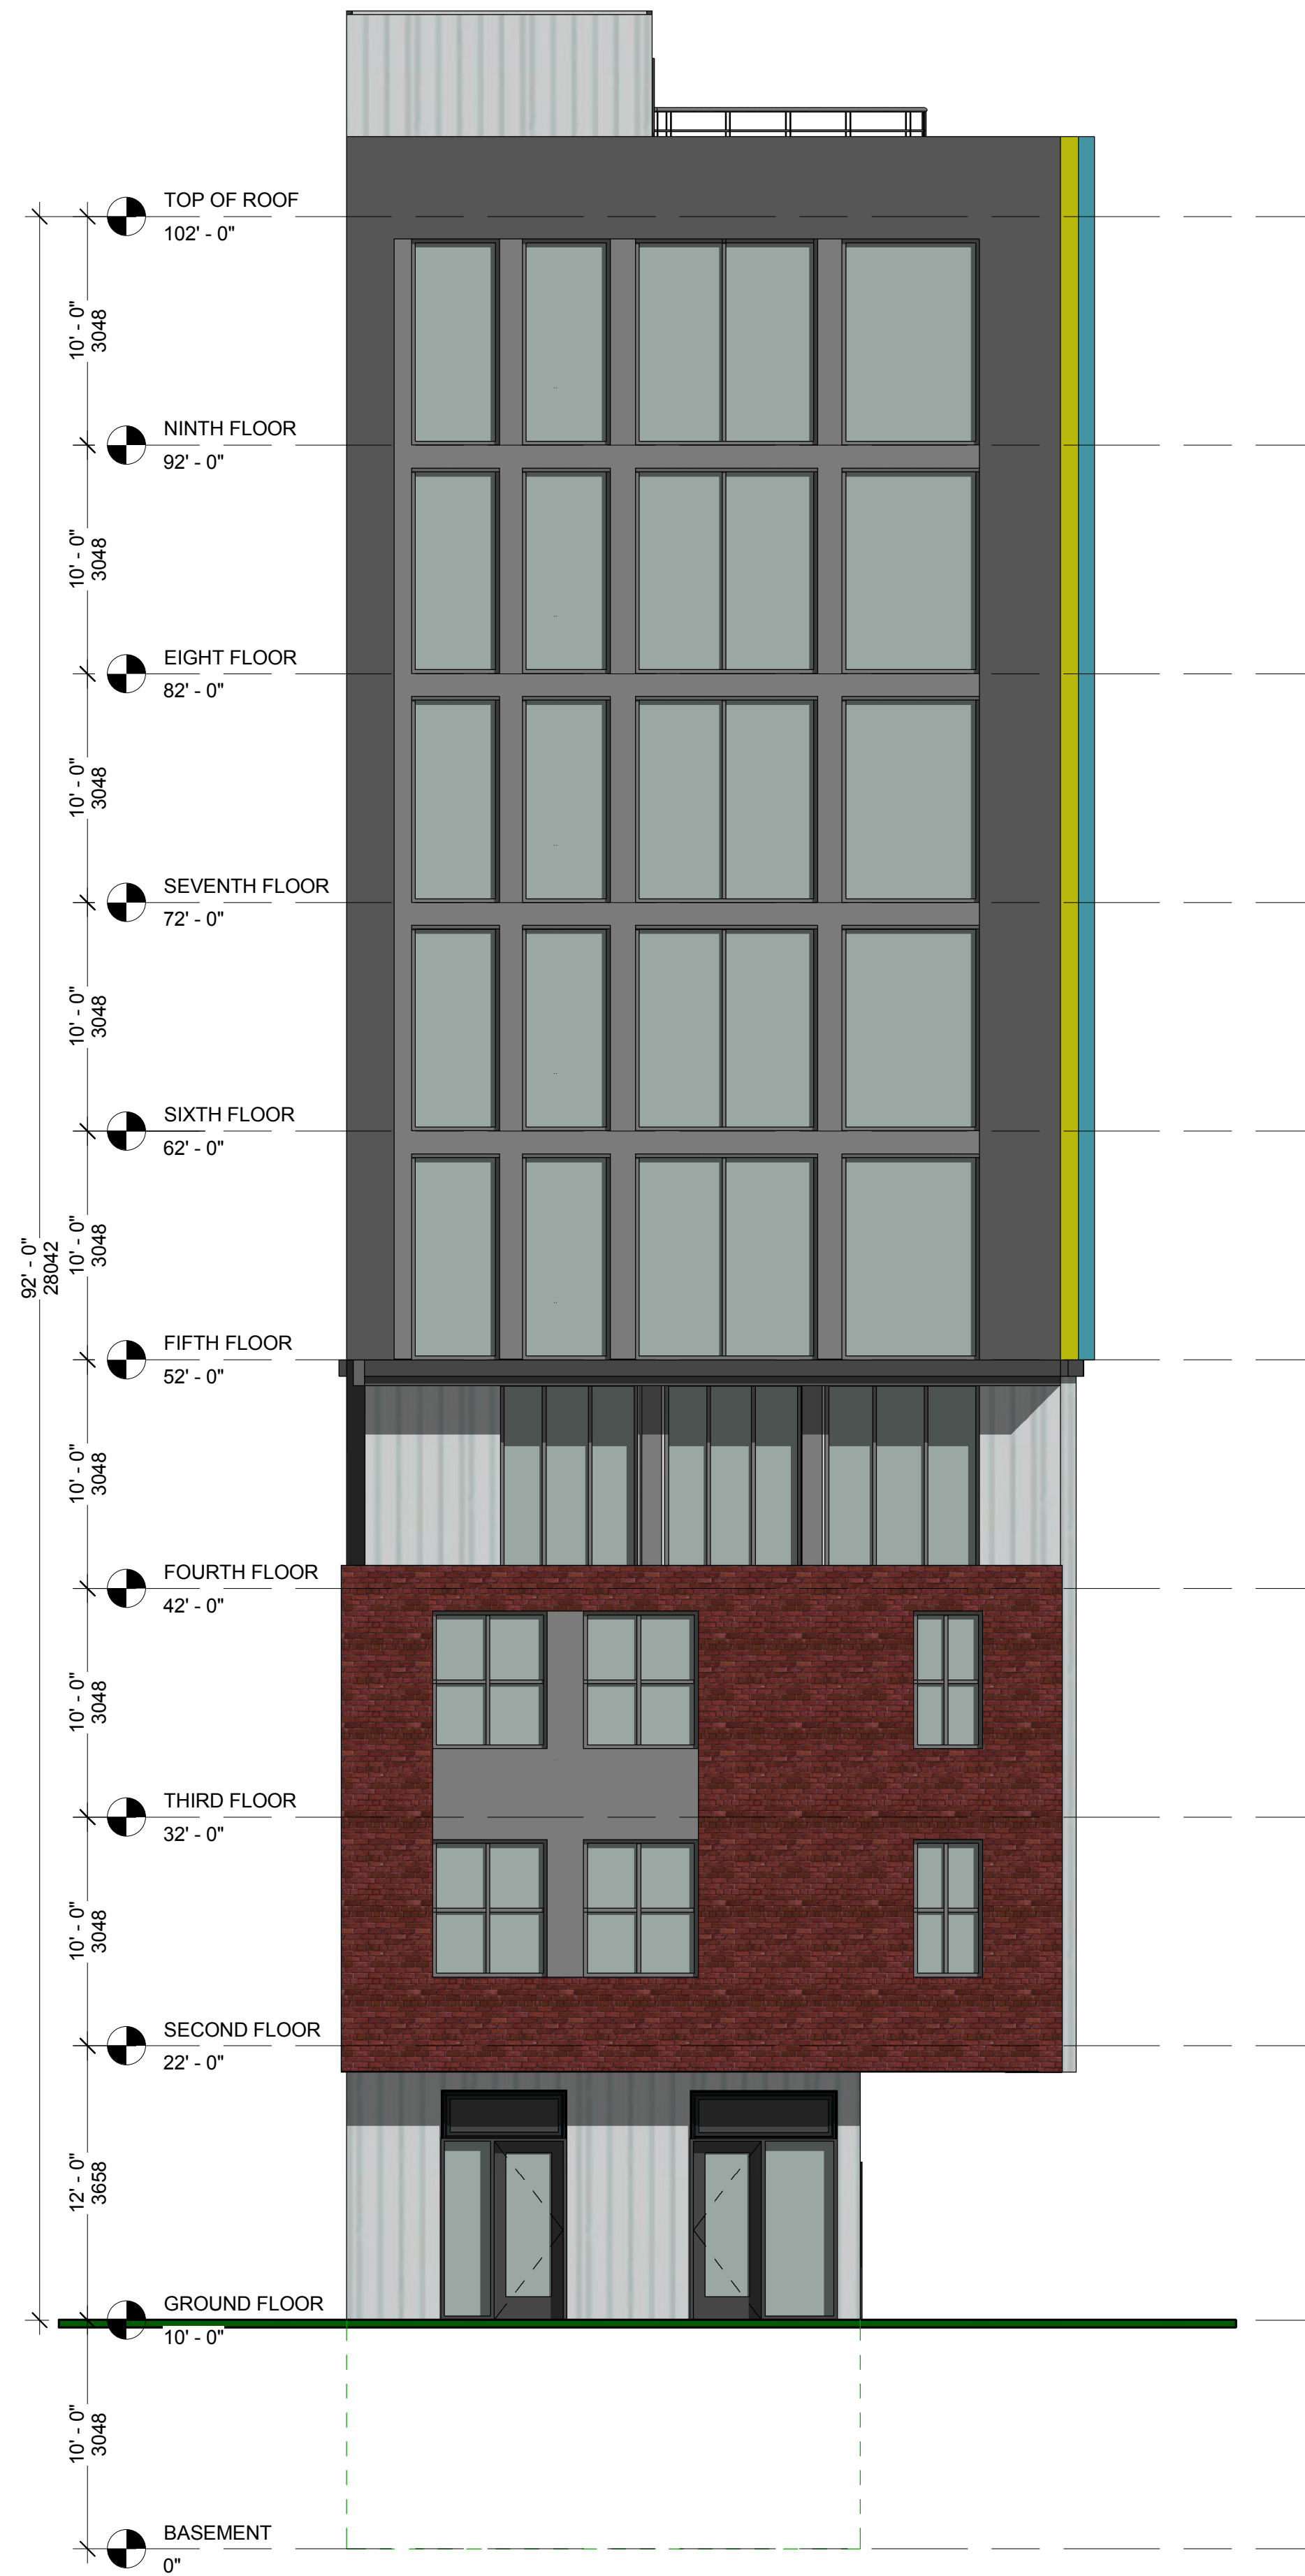 TOP OF ROOF
102' - 0"
10' - 0"
3048
NINTH FLOOR
92' - 0"
10' - 0"
3048
EIGHT FLOOR
82' - 0"
10' - 0"
3048
SEVENTH FLOOR
72' - 0"
10' - 0"
3048
SIXTH FLOOR
62' - 0"
92' - 0"
28042
10' - 0"
3048
FIFTH FLOOR
52' - 0"
10' - 0"
3048
FOURTH FLOOR
42' - 0"
10' - 0"
3048
THIRD FLOOR
32' - 0"
10' - 0"
3048
SECOND FLOOR
22' - 0"
12' - 0"
3658
GROUND FLOOR
10' - 0"
10' - 0"
3048
BASEMENT
0"